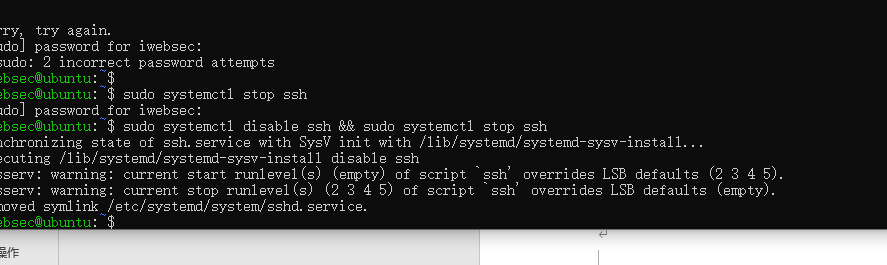 rry, try again.
udo] password for iwebsec:
sudo: 2 incorrect password attempts
ebsec@ubuntu:~$
ebsec@ubuntu:~$ sudo systemctl stop ssh
udo] password for iwebsec:
ebsec@ubuntu:~$ sudo systemctl disable ssh && sudo systemctl stop ssh
nchronizing state of ssh.service with SysV init with /lib/systemd/systemd-sysv-install...
ecuting /lib/systemd/systemd-sysv-install disable ssh
sserv: warning: current start runlevel(s) (empty) of script `ssh' overrides LSB defaults (2 3 4 5).
sserv: warning: current stop runlevel(s) (2 3 4 5) of script `ssh' overrides LSB defaults (empty).
moved symlink /etc/systemd/system/sshd.service.
ebsec@ubuntu:~$
操作